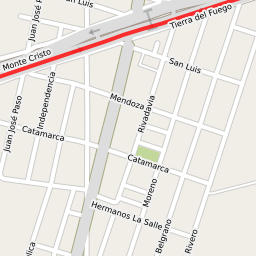 San Luis
Juan José Paso
Tierra del Fuego
Monte Cristo
San Luis
Independencia
Mendoza
Rivadavia
Juan José Paso
Catamarca
Catamarca
Moreno
Hermanos La Salle
Belgrano
Rivero